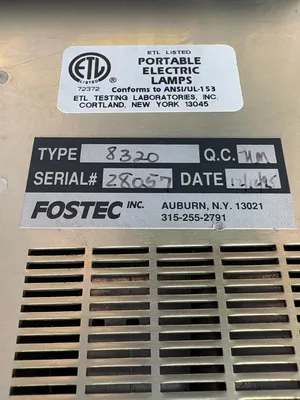 ETL LISTED
PORTABLE
ELECTRIC
LAMPS
ETL
LISTED
72372
Conforms to ANSI/UL-153
ETL TESTING LABORATORIES, INC.
CORTLAND, NEW YORK 13045
TYPE 8320 Q.C.
SERIAL# 28057 DATE
FOSTEC INC. AUBURN, N.Y. 13021
315-255-2791